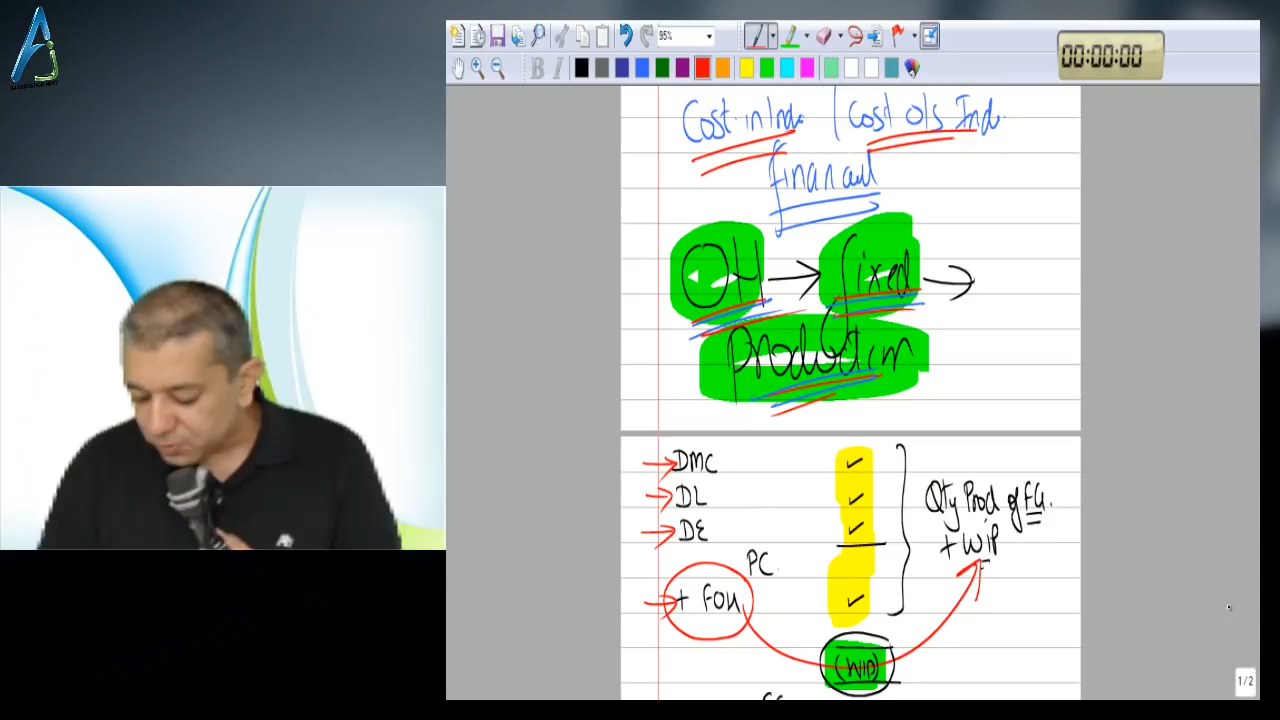 95%
00:00:00
Cost in Ind. | Cost o/s Ind.
financial
OH → fixed →
production
→ DMC ✓
→ DL ✓
→ DE ✓
PC
→ + FOH ✓
Qty Prod of FG.
+ WIP
(WIP)
1/2